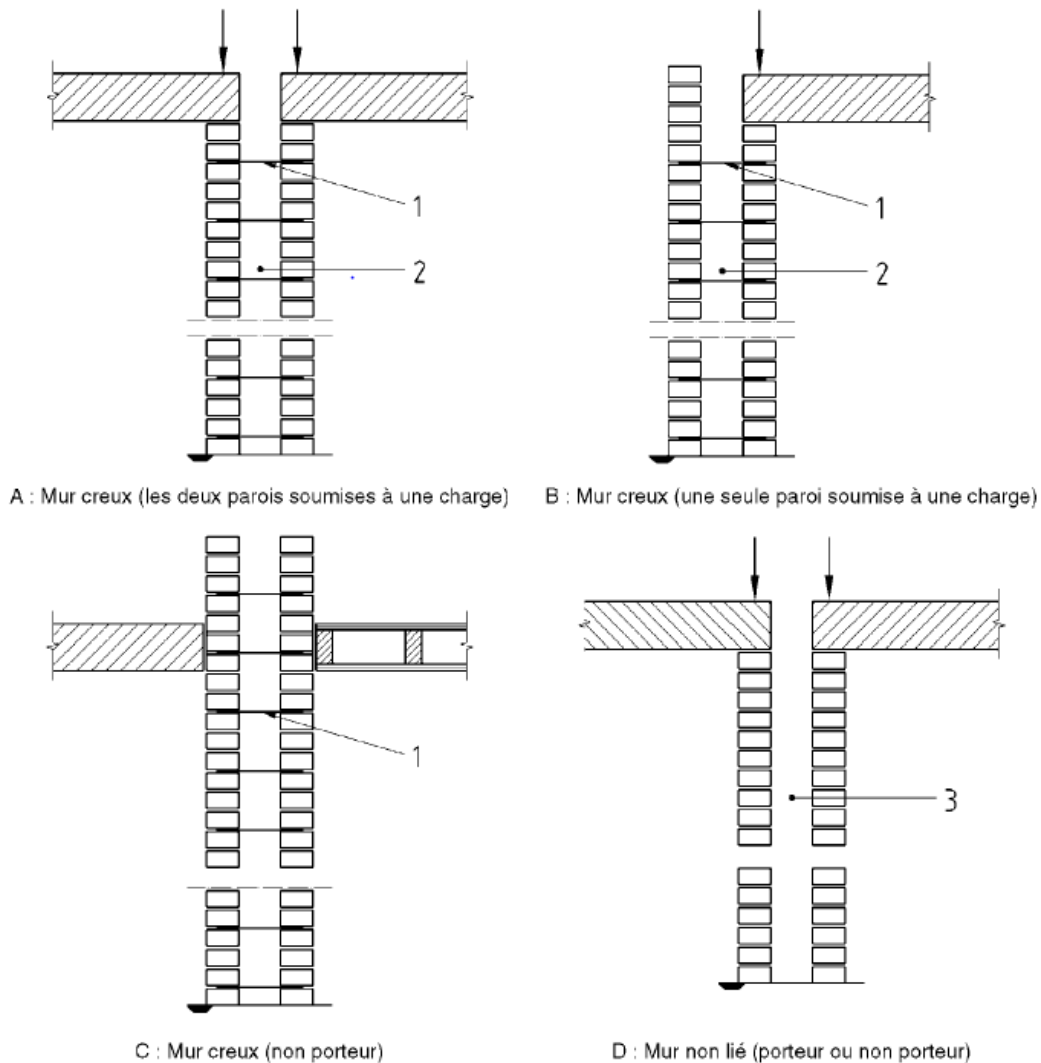 1
2
1
2
A : Mur creux (les deux parois soumises à une charge)
B : Mur creux (une seule paroi soumise à une charge)
1
3
C : Mur creux (non porteur)
D : Mur non lié (porteur ou non porteur)